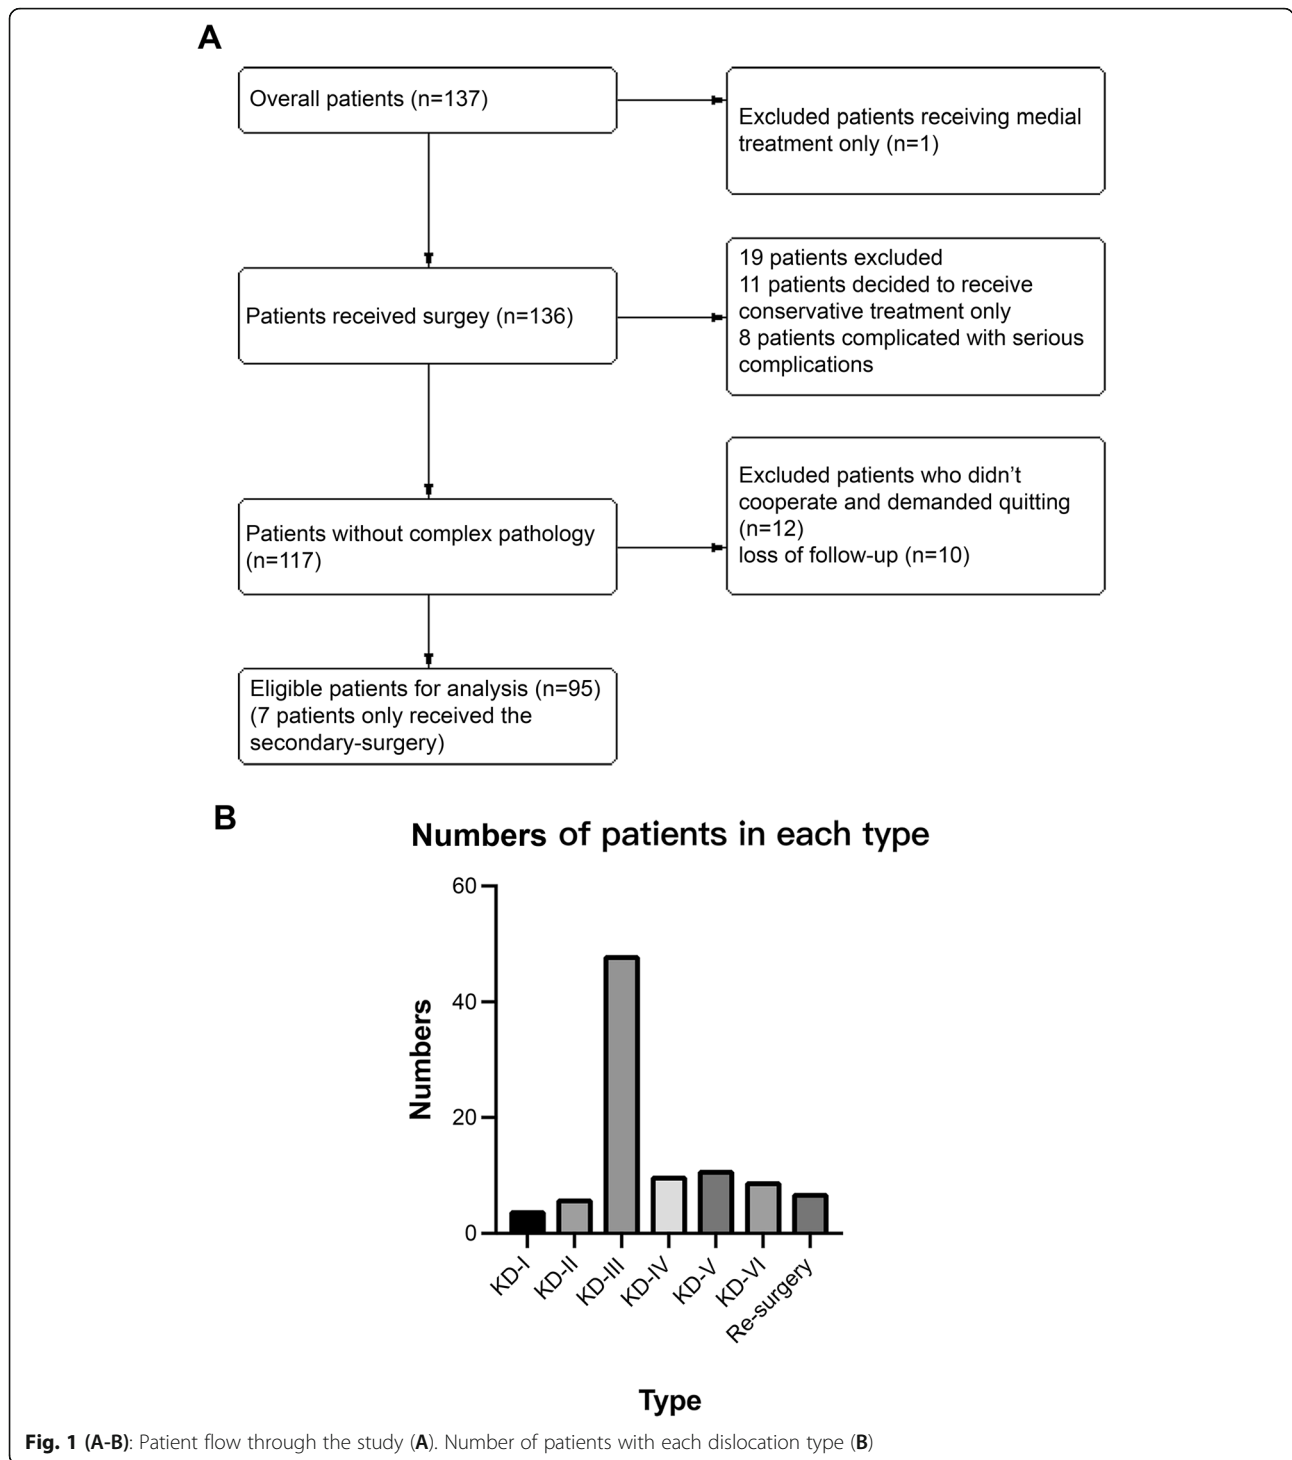 A
Overall patients (n=137)
Excluded patients receiving medial
treatment only (n=1)
Patients received surgey (n=136)
19 patients excluded
11 patients decided to receive
conservative treatment only
8 patients complicated with serious
complications
Patients without complex pathology
(n=117)
Excluded patients who didn’t
cooperate and demanded quitting
(n=12)
loss of follow-up (n=10)
Eligible patients for analysis (n=95)
(7 patients only received the
secondary-surgery)
B
Numbers of patients in each type
Numbers
60
40
20
0
KD-I
KD-II
KD-III
KD-IV
KD-V
KD-VI
Re-surgery
Type
Fig. 1 (A-B): Patient flow through the study (A). Number of patients with each dislocation type (B)